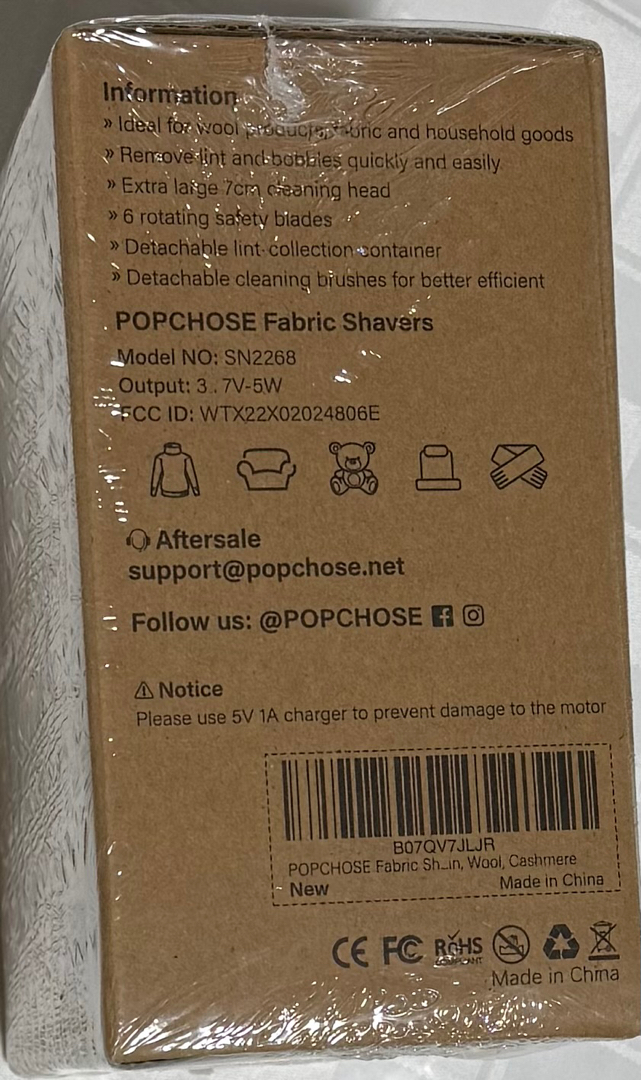 Information
» Ideal for wool products, fabric and household goods
» Remove lint and bobbles quickly and easily
» Extra large 7cm cleaning head
» 6 rotating safety blades
» Detachable lint collection container
» Detachable cleaning brushes for better efficient
POPCHOSE Fabric Shavers
Model NO: SN2268
Output: 3.7V-5W
FCC ID: WTX22X02024806E
Aftersale
support@popchose.net
Follow us: @POPCHOSE
Notice
Please use 5V 1A charger to prevent damage to the motor
B07QV7JLJR
POPCHOSE Fabric Sh...in, Wool, Cashmere
New Made in China
CE FC RoHS
COMPLIANT
Made in China